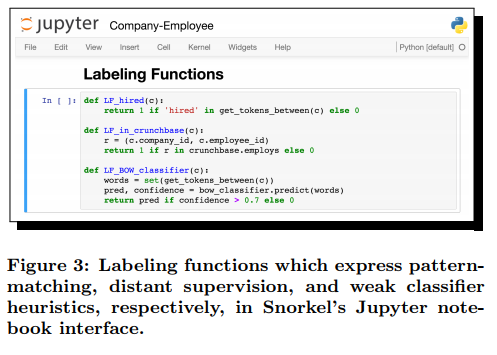 jupyter Company-Employee
File Edit View Insert Cell Kernel Widgets Help Python [default]
Labeling Functions
In [ ]: def LF_hired(c):
return 1 if 'hired' in get_tokens_between(c) else 0
def LF_in_crunchbase(c):
r = (c.company_id, c.employee_id)
return 1 if r in crunchbase.employs else 0
def LF_BOW_classifier(c):
words = set(get_tokens_between(c))
pred, confidence = bow_classifier.predict(words)
return pred if confidence > 0.7 else 0
Figure 3: Labeling functions which express pattern-
matching, distant supervision, and weak classifier
heuristics, respectively, in Snorkel's Jupyter note-
book interface.